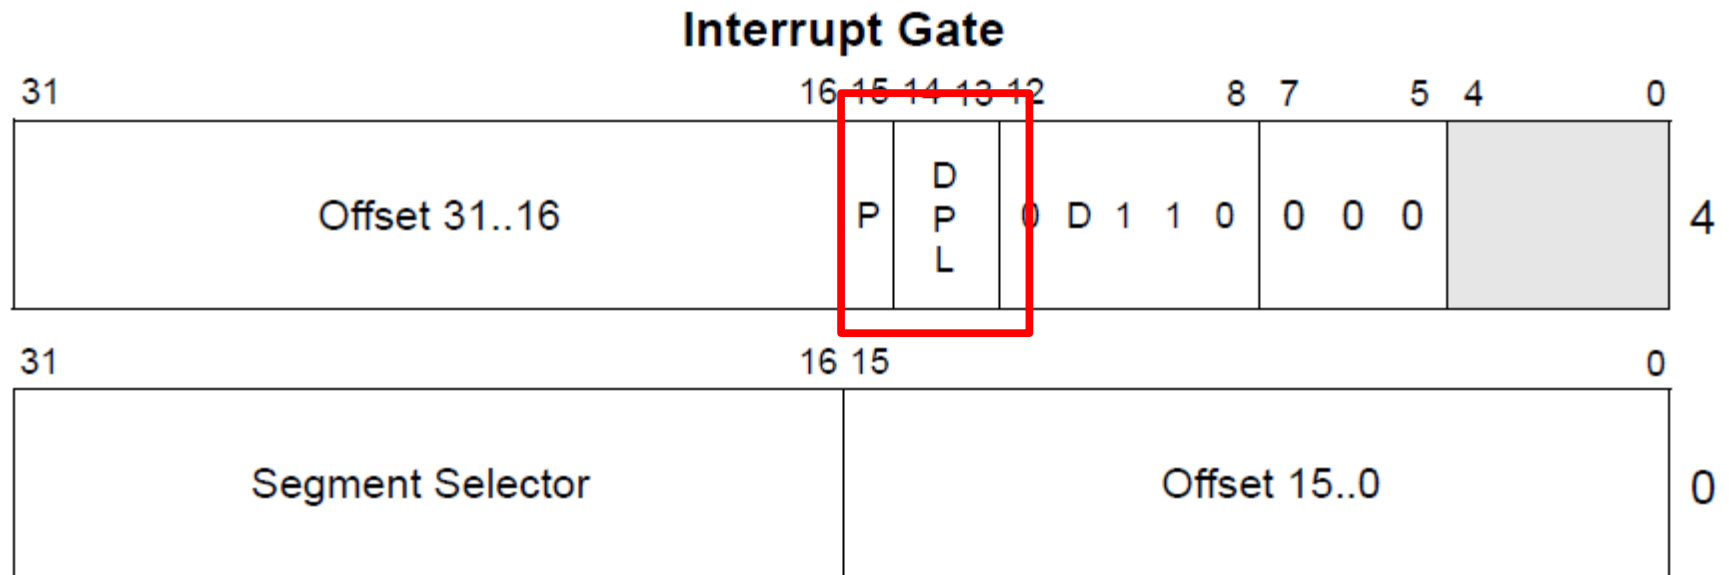 Interrupt Gate
31 16 15 14 13 12 8 7 5 4 0
Offset 31..16 P DPL 0 D 1 1 0 0 0 0 4
31 16 15 0
Segment Selector Offset 15..0 0